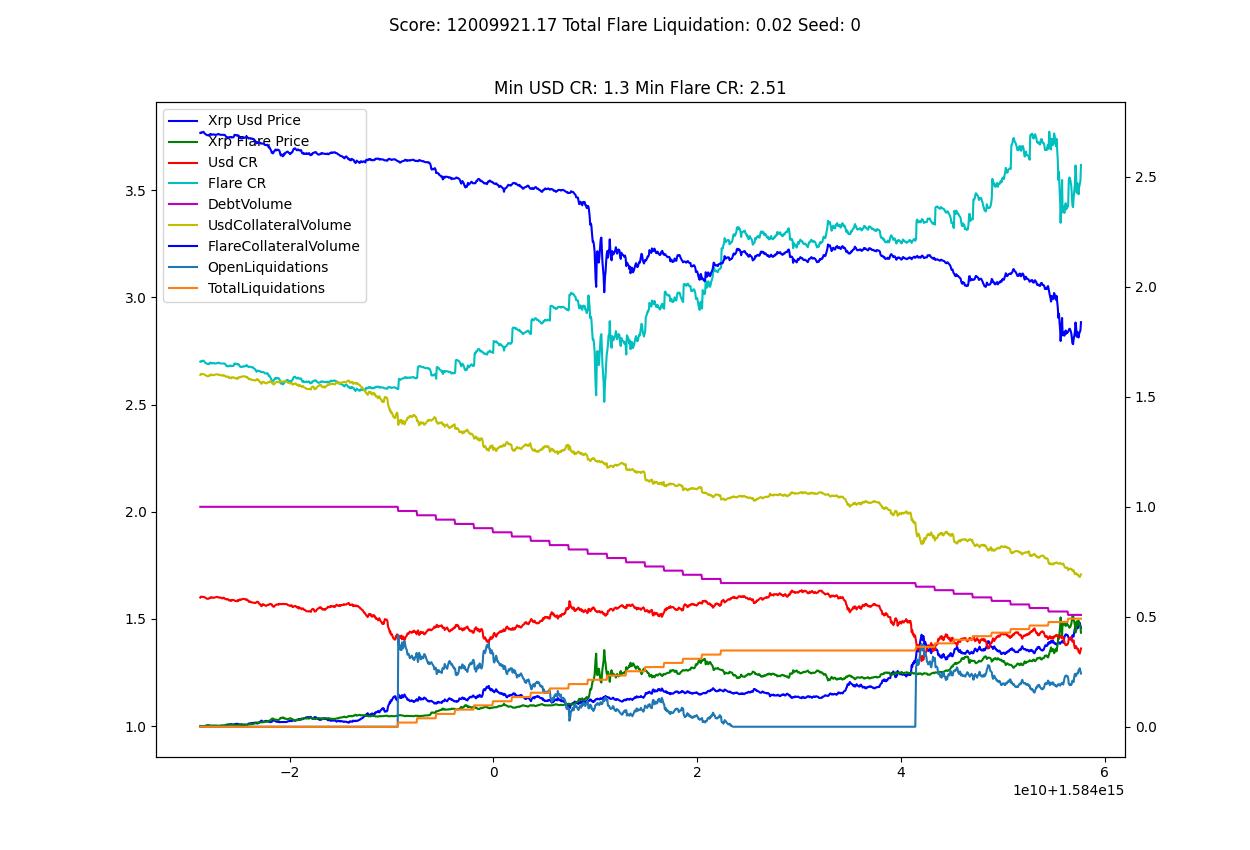 Score: 12009921.17 Total Flare Liquidation: 0.02 Seed: 0
Min USD CR: 1.3 Min Flare CR: 2.51
Xrp Usd Price
Xrp Flare Price
Usd CR
Flare CR
DebtVolume
UsdCollateralVolume
FlareCollateralVolume
OpenLiquidations
TotalLiquidations
3.5
3.0
2.5
2.0
1.5
1.0
2.5
2.0
1.5
1.0
0.5
0.0
−2
0
2
4
6
1e10+1.584e15